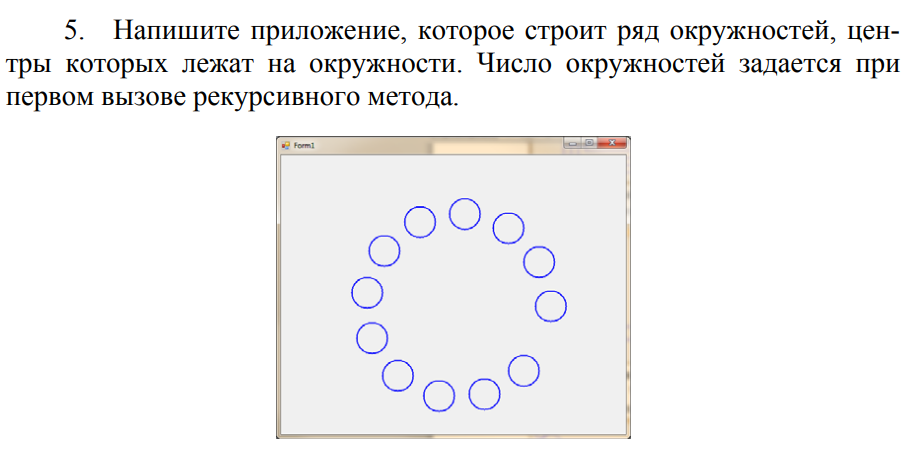 5. Напишите приложение, которое строит ряд окружностей, цен-
тры которых лежат на окружности. Число окружностей задается при
первом вызове рекурсивного метода.
Form1